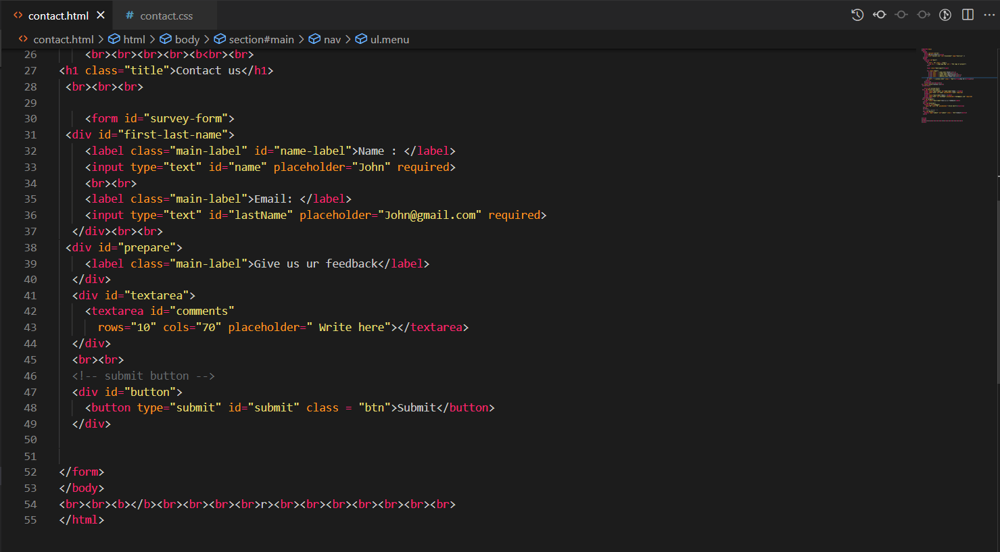 contact.html
contact.css
contact.html > html > body > section#main > nav > ul.menu
26 <br><br><br><br><b<br><br>
27 <h1 class="title">Contact us</h1>
28 <br><br><br>
29
30 <form id="survey-form">
31 <div id="first-last-name">
32 <label class="main-label" id="name-label">Name : </label>
33 <input type="text" id="name" placeholder="John" required>
34 <br><br>
35 <label class="main-label">Email: </label>
36 <input type="text" id="lastName" placeholder="John@gmail.com" required>
37 </div><br><br>
38 <div id="prepare">
39 <label class="main-label">Give us ur feedback</label>
40 </div>
41 <div id="textarea">
42 <textarea id="comments"
43 rows="10" cols="70" placeholder=" Write here"></textarea>
44 </div>
45 <br><br>
46 <!-- submit button -->
47 <div id="button">
48 <button type="submit" id="submit" class = "btn">Submit</button>
49 </div>
50
51
52 </form>
53 </body>
54 <br><br><b></b><br><br><br><br>r><br><br><br><br><br><br><br>
55 </html>